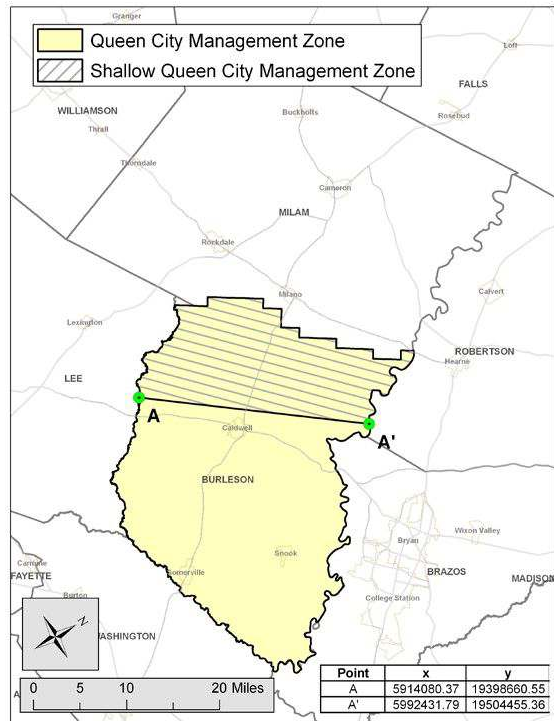 Granger
Queen City Management Zone
Shallow Queen City Management Zone
Loft
FALLS
WILLIAMSON
Buckholts
Rosebud
Thrall
Thorndale
Cameron
MILAM
Rockdale
Milano
Calvert
Lexington
ROBERTSON
Hearne
LEE
A
Caldwell
A'
BURLESON
Wixon Valley
Bryan
Snook
Carmine
Somerville
FAYETTE
BRAZOS
MADISON
Burton
College Station
N
WASHINGTON
0 5 10 20 Miles
Point x y
A 5914080.37 19398660.55
A' 5992431.79 19504455.36